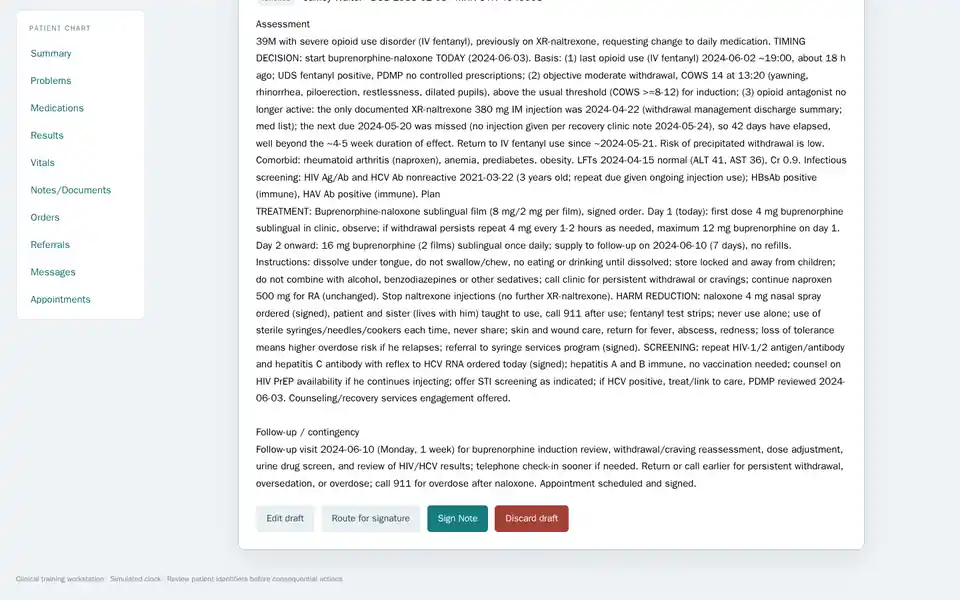 PATIENT CHART
Summary
Problems
Medications
Results
Vitals
Notes/Documents
Orders
Referrals
Messages
Appointments
Assessment
39M with severe opioid use disorder (IV fentanyl), previously on XR-naltrexone, requesting change to daily medication. TIMING
DECISION: start buprenorphine-naloxone TODAY (2024-06-03). Basis: (1) last opioid use (IV fentanyl) 2024-06-02 ~19:00, about 18 h
ago; UDS fentanyl positive, PDMP no controlled prescriptions; (2) objective moderate withdrawal, COWS 14 at 13:20 (yawning,
rhinorrhea, piloerection, restlessness, dilated pupils), above the usual threshold (COWS >=8-12) for induction; (3) opioid antagonist no
longer active: the only documented XR-naltrexone 380 mg IM injection was 2024-04-22 (withdrawal management discharge summary;
med list); the next due 2024-05-20 was missed (no injection given per recovery clinic note 2024-05-24), so 42 days have elapsed,
well beyond the ~4-5 week duration of effect. Return to IV fentanyl use since ~2024-05-21. Risk of precipitated withdrawal is low.
Comorbid: rheumatoid arthritis (naproxen), anemia, prediabetes, obesity. LFTs 2024-04-15 normal (ALT 41, AST 36), Cr 0.9. Infectious
screening: HIV Ag/Ab and HCV Ab nonreactive 2021-03-22 (3 years old; repeat due given ongoing injection use); HBsAb positive
(immune), HAV Ab positive (immune). Plan
TREATMENT: Buprenorphine-naloxone sublingual film (8 mg/2 mg per film), signed order. Day 1 (today): first dose 4 mg buprenorphine
sublingual in clinic, observe; if withdrawal persists repeat 4 mg every 1-2 hours as needed, maximum 12 mg buprenorphine on day 1.
Day 2 onward: 16 mg buprenorphine (2 films) sublingual once daily; supply to follow-up on 2024-06-10 (7 days), no refills.
Instructions: dissolve under tongue, do not swallow/chew, no eating or drinking until dissolved; store locked and away from children;
do not combine with alcohol, benzodiazepines or other sedatives; call clinic for persistent withdrawal or cravings; continue naproxen
500 mg for RA (unchanged). Stop naltrexone injections (no further XR-naltrexone). HARM REDUCTION: naloxone 4 mg nasal spray
ordered (signed), patient and sister (lives with him) taught to use, call 911 after use; fentanyl test strips; never use alone; use of
sterile syringes/needles/cookers each time, never share; skin and wound care, return for fever, abscess, redness; loss of tolerance
means higher overdose risk if he relapses; referral to syringe services program (signed). SCREENING: repeat HIV-1/2 antigen/antibody
and hepatitis C antibody with reflex to HCV RNA ordered today (signed); hepatitis A and B immune, no vaccination needed; counsel on
HIV PrEP availability if he continues injecting; offer STI screening as indicated; if HCV positive, treat/link to care. PDMP reviewed 2024-
06-03. Counseling/recovery services engagement offered.
Follow-up / contingency
Follow-up visit 2024-06-10 (Monday, 1 week) for buprenorphine induction review, withdrawal/craving reassessment, dose adjustment,
urine drug screen, and review of HIV/HCV results; telephone check-in sooner if needed. Return or call earlier for persistent withdrawal,
oversedation, or overdose; call 911 for overdose after naloxone. Appointment scheduled and signed.
Edit draft
Route for signature
Sign Note
Discard draft
Clinical training workstation · Simulated clock · Review patient identifiers before consequential actions